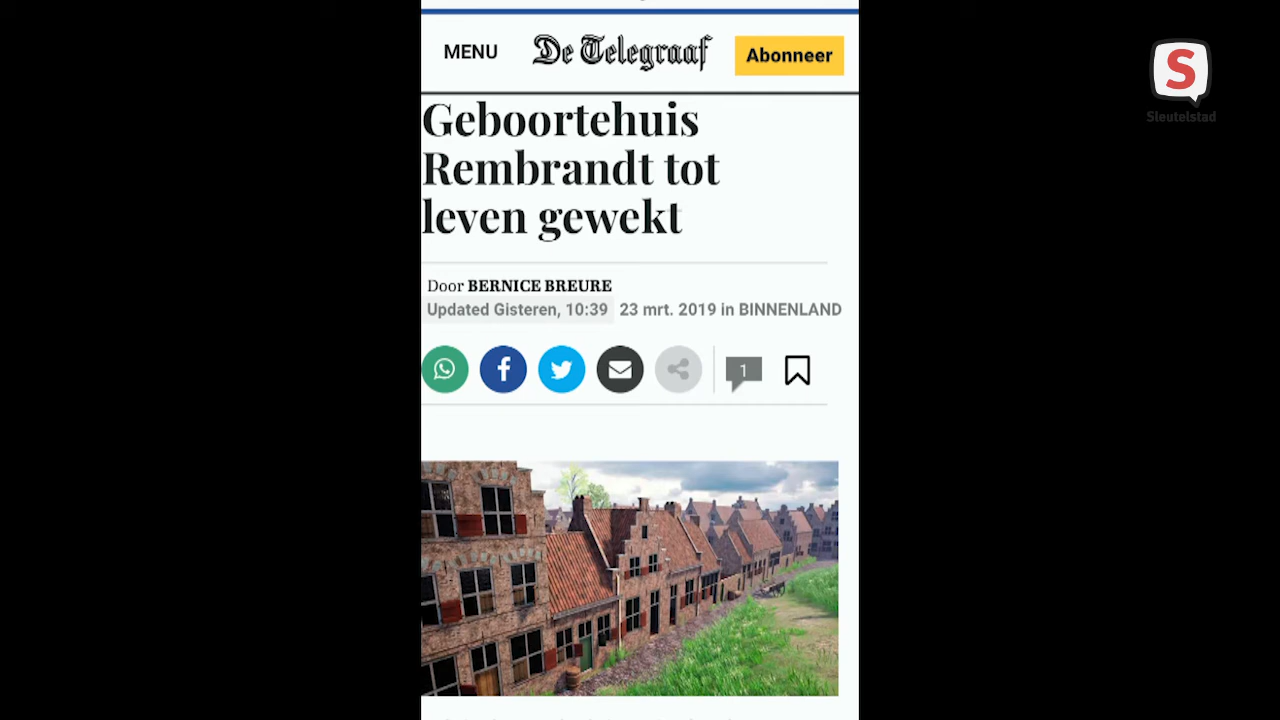 MENU
De Telegraaf
Abonneer
S
Sleutelstad
Geboortehuis
Rembrandt tot
leven gewekt
Door BERNICE BREURE
Updated Gisteren, 10:39 23 mrt. 2019 in BINNENLAND
1